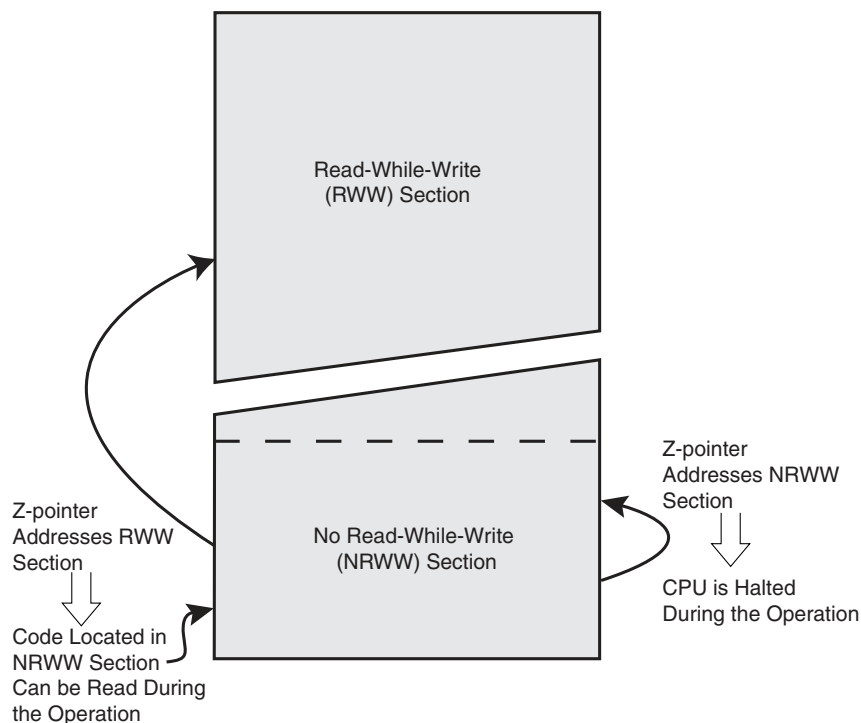 Read-While-Write
(RWW) Section
Z-pointer
Addresses NRWW
Section
Z-pointer
Addresses RWW
Section
No Read-While-Write
(NRWW) Section
CPU is Halted
During the Operation
Code Located in
NRWW Section
Can be Read During
the Operation